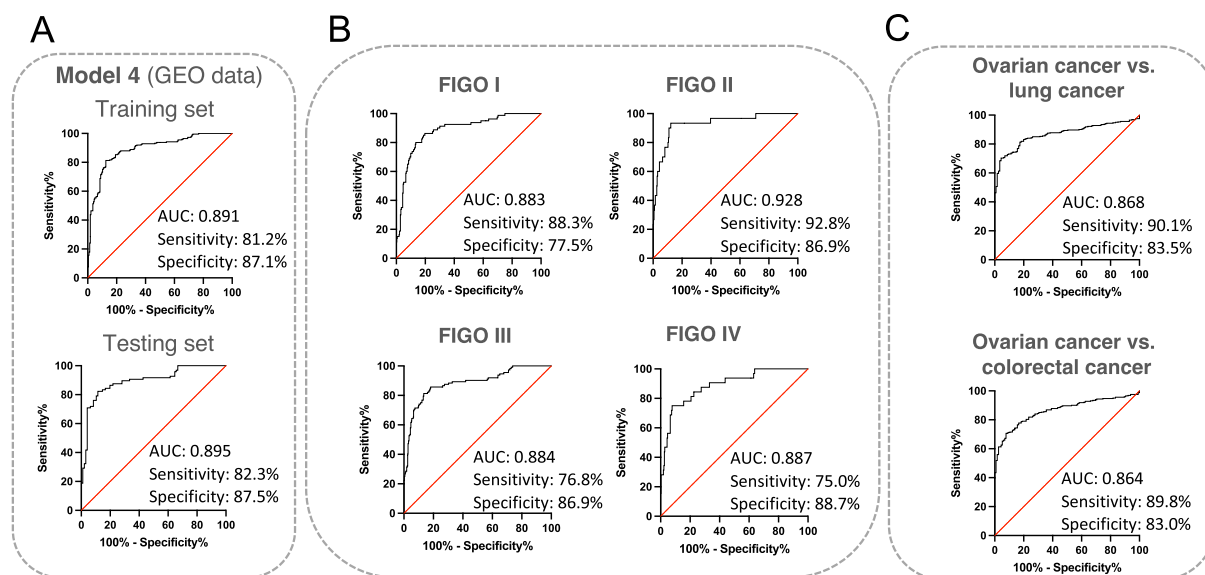 A
Model 4 (GEO data)
Training set
Sensitivity%
100
80
60
40
20
0
AUC: 0.891
Sensitivity: 81.2%
Specificity: 87.1%
0 20 40 60 80 100
100% - Specificity%
Testing set
Sensitivity%
100
80
60
40
20
0
AUC: 0.895
Sensitivity: 82.3%
Specificity: 87.5%
0 20 40 60 80 100
100% - Specificity%
B
FIGO I
Sensitivity%
100
80
60
40
20
0
AUC: 0.883
Sensitivity: 88.3%
Specificity: 77.5%
0 20 40 60 80 100
100% - Specificity%
FIGO II
Sensitivity%
100
80
60
40
20
0
AUC: 0.928
Sensitivity: 92.8%
Specificity: 86.9%
0 20 40 60 80 100
100% - Specificity%
FIGO III
Sensitivity%
100
80
60
40
20
0
AUC: 0.884
Sensitivity: 76.8%
Specificity: 86.9%
0 20 40 60 80 100
100% - Specificity%
FIGO IV
Sensitivity%
100
80
60
40
20
0
AUC: 0.887
Sensitivity: 75.0%
Specificity: 88.7%
0 20 40 60 80 100
100% - Specificity%
C
Ovarian cancer vs.
lung cancer
Sensitivity%
100
80
60
40
20
0
AUC: 0.868
Sensitivity: 90.1%
Specificity: 83.5%
0 20 40 60 80 100
100% - Specificity%
Ovarian cancer vs.
colorectal cancer
Sensitivity%
100
80
60
40
20
0
AUC: 0.864
Sensitivity: 89.8%
Specificity: 83.0%
0 20 40 60 80 100
100% - Specificity%